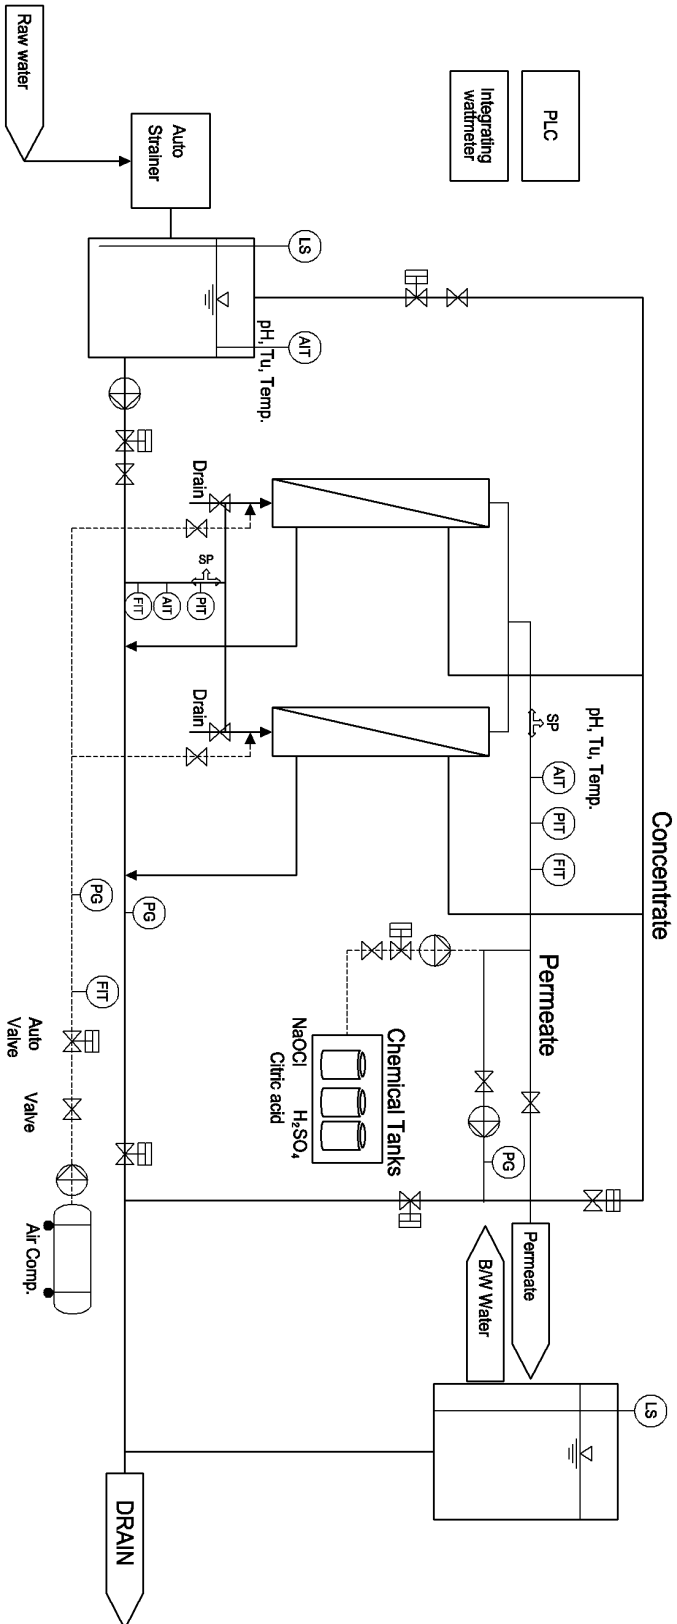 Raw water
Auto
Strainer
Integrating
wattmeter
PLC
LS
AIT
pH, Tu, Temp.
Drain
SP
FIT
AIT
PIT
Drain
SP
pH, Tu, Temp.
AIT
PIT
FIT
Concentrate
Permeate
PG
PG
FIT
Auto
Valve
Valve
Air Comp.
Chemical Tanks
NaOCl
H₂SO₄
Citric acid
PG
Permeate
B/W Water
LS
DRAIN